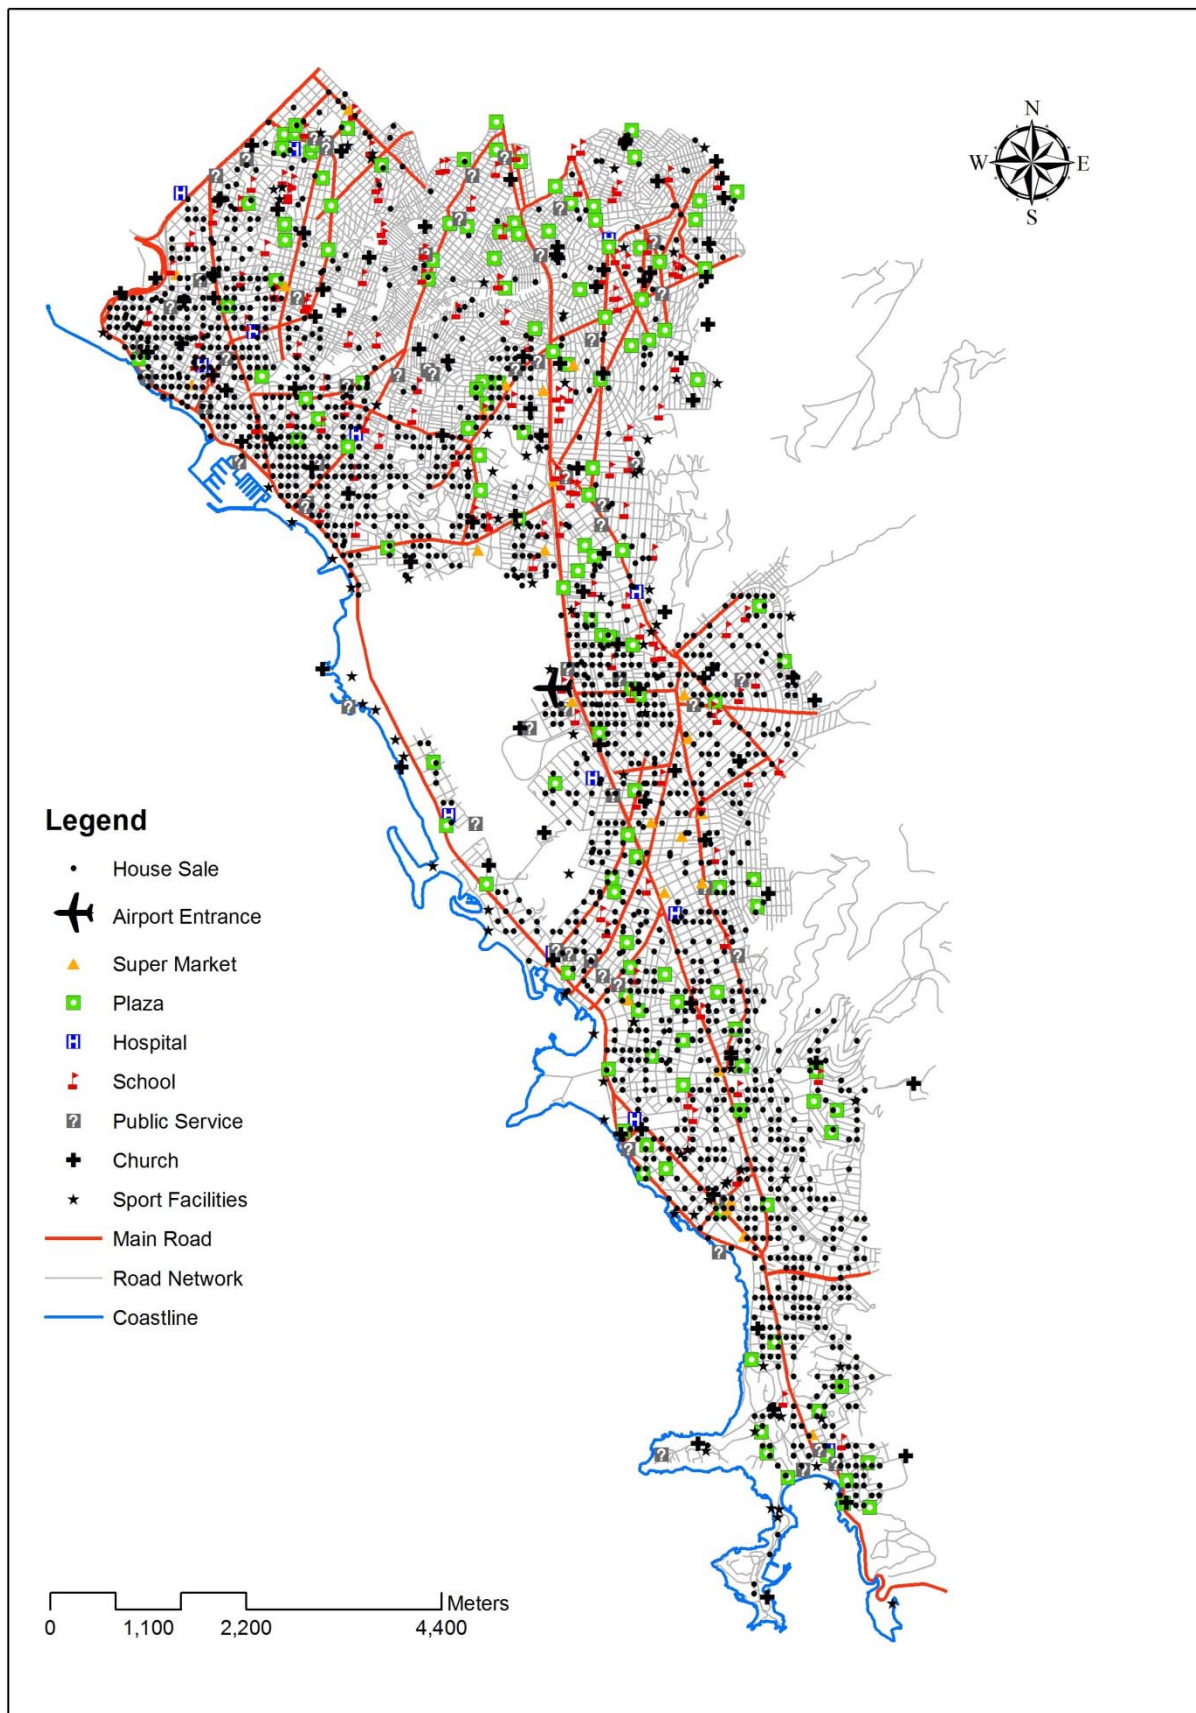 N
W E
S
Legend
House Sale
Airport Entrance
Super Market
Plaza
Hospital
School
Public Service
Church
Sport Facilities
Main Road
Road Network
Coastline
Meters
0 1,100 2,200 4,400